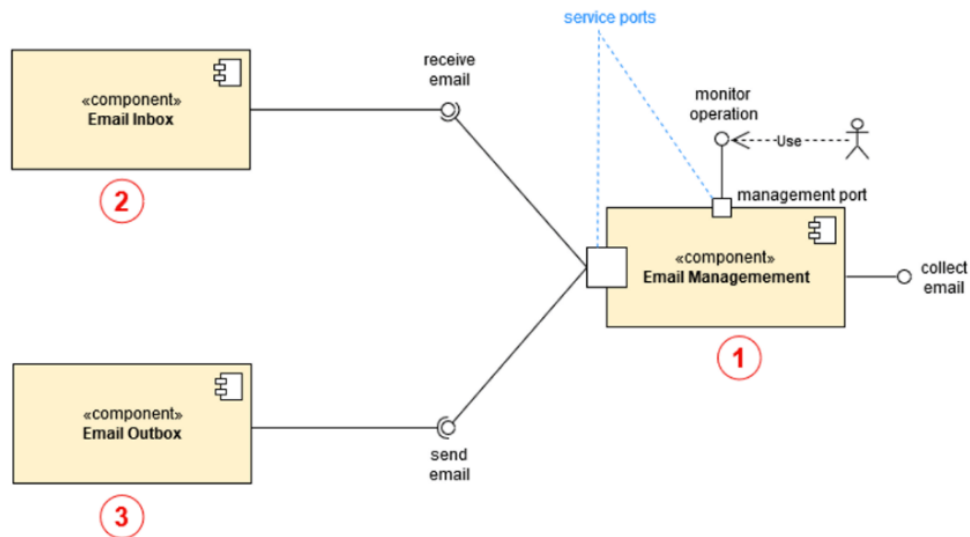 service ports
receive
email
«component»
Email Inbox
2
monitor
operation
Use
management port
«component»
Email Managemement
collect
email
1
«component»
Email Outbox
send
email
3